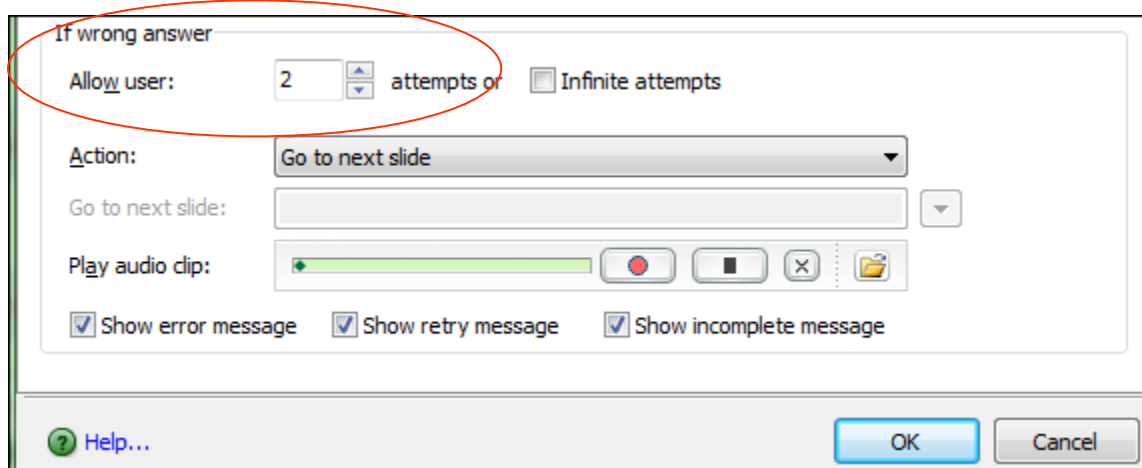 If wrong answer
Allow user: 2 attempts or Infinite attempts
Action: Go to next slide
Go to next slide:
Play audio clip:
Show error message Show retry message Show incomplete message
? Help... OK Cancel